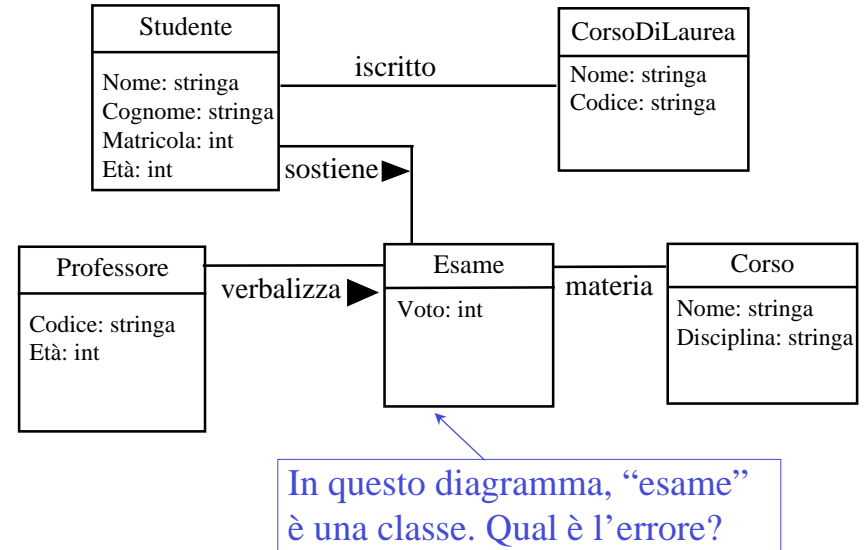 Studente
Nome: stringa
Cognome: stringa
Matricola: int
Età: int
iscritto
CorsoDiLaurea
Nome: stringa
Codice: stringa
sostiene
Professore
Codice: stringa
Età: int
verbalizza
Esame
Voto: int
materia
Corso
Nome: stringa
Disciplina: stringa
In questo diagramma, “esame”
è una classe. Qual è l’errore?